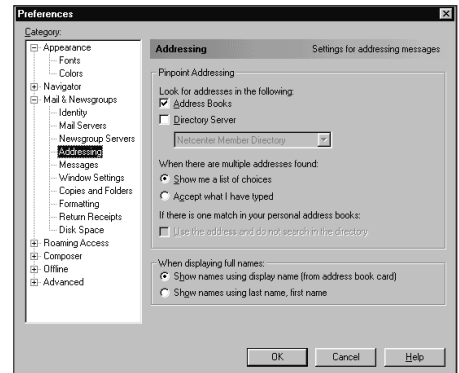 Preferences
Category:
Appearance
Fonts
Colors
Navigator
Mail & Newsgroups
Identity
Mail Servers
Newsgroup Servers
Addressing
Messages
Window Settings
Copies and Folders
Formatting
Return Receipts
Disk Space
Roaming Access
Composer
Offline
Advanced
Addressing
Settings for addressing messages
Pinpoint Addressing
Look for addresses in the following:
Address Books
Directory Server
Netcenter Member Directory
When there are multiple addresses found:
Show me a list of choices
Accept what I have typed
If there is one match in your personal address books:
Use the address and do not search in the directory
When displaying full names:
Show names using display name (from address book card)
Show names using last name, first name
OK
Cancel
Help